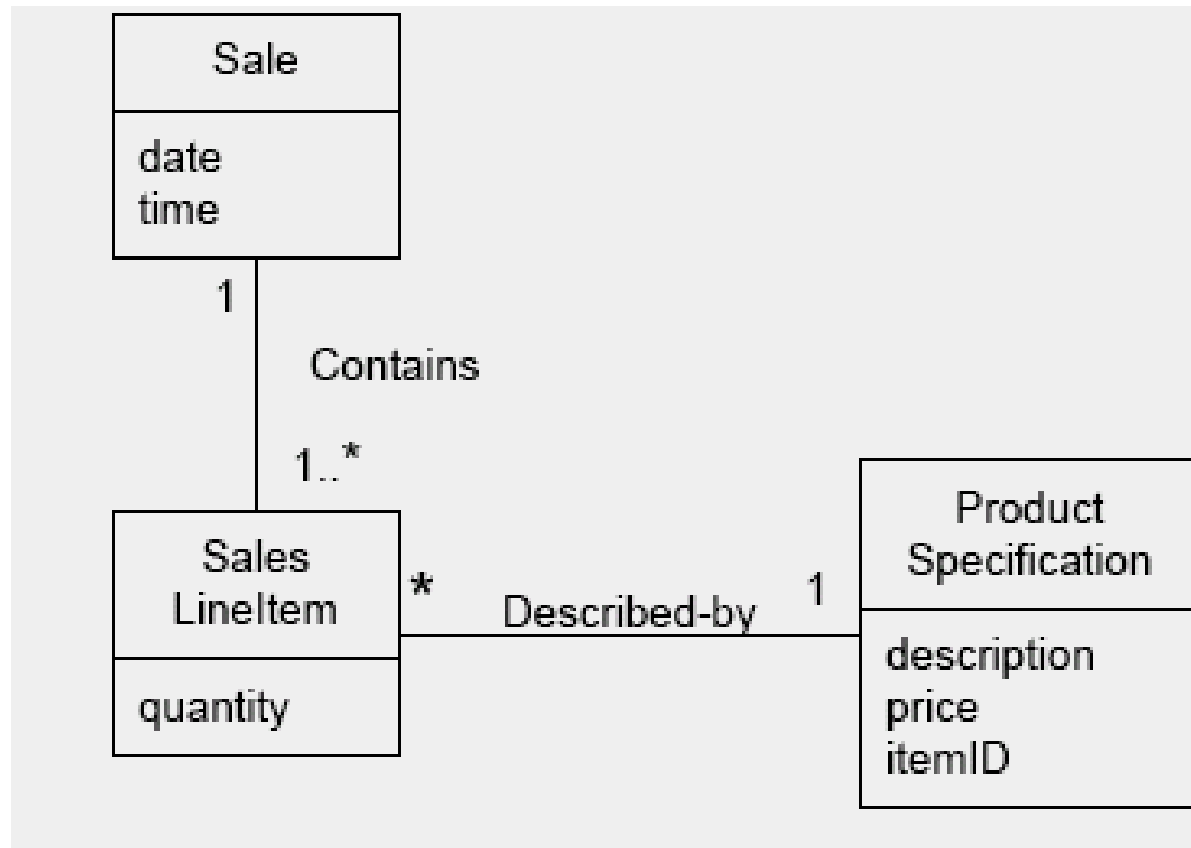 Sale
date
time
1
Contains
1..*
Sales
LineItem
quantity
*
Described-by
1
Product
Specification
description
price
itemID